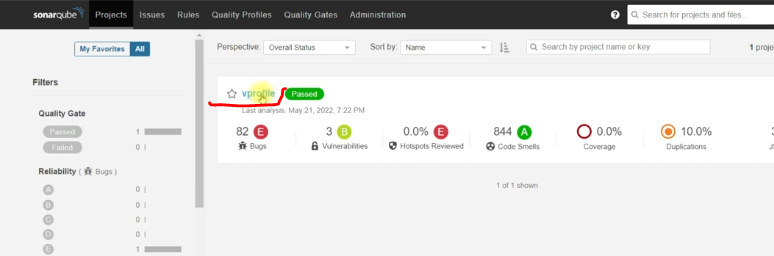 sonarqube Projects Issues Rules Quality Profiles Quality Gates Administration ? Search for projects and files...
My Favorites All Perspective: Overall Status Sort by: Name Search by project name or key 1 proje
Filters
vprofile Passed
Last analysis: May 21, 2022, 7:22 PM
Quality Gate
Passed 1
Failed 0
82 E 3 B 0.0% E 844 A 0.0% 10.0% 3
Bugs Vulnerabilities Hotspots Reviewed Code Smells Coverage Duplications
Reliability ( Bugs )
A 0
B 0
C 0
D 0
E 1
1 of 1 shown